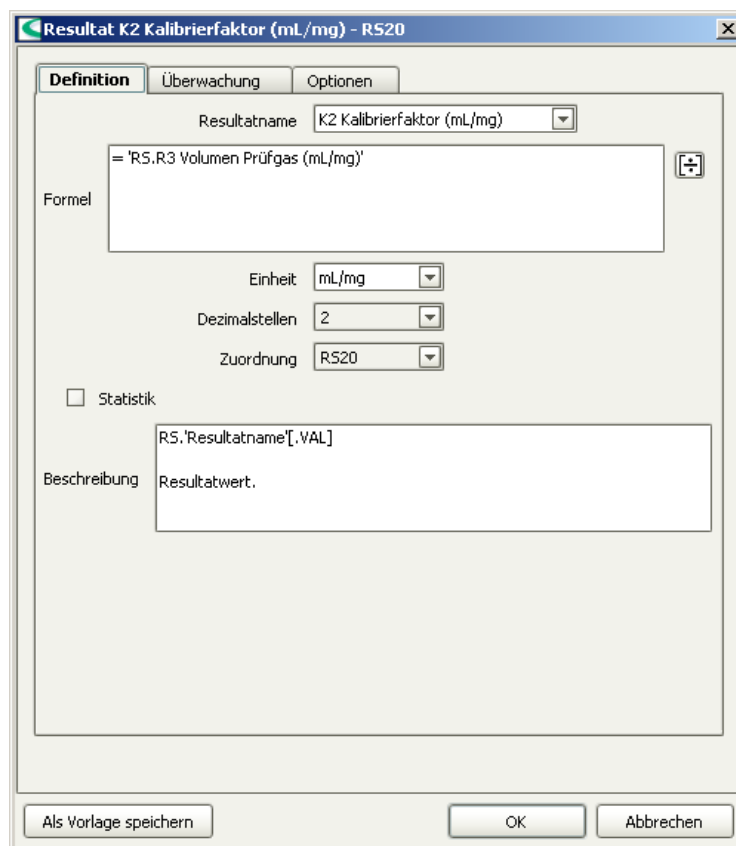 Resultat K2 Kalibrierfaktor (mL/mg) - RS20
Definition Überwachung Optionen
Resultatname K2 Kalibrierfaktor (mL/mg)
= 'RS.R3 Volumen Prüfgas (mL/mg)'
Formel
Einheit mL/mg
Dezimalstellen 2
Zuordnung RS20
Statistik
RS.'Resultatname'[.VAL]
Beschreibung Resultatwert.
Als Vorlage speichern OK Abbrechen